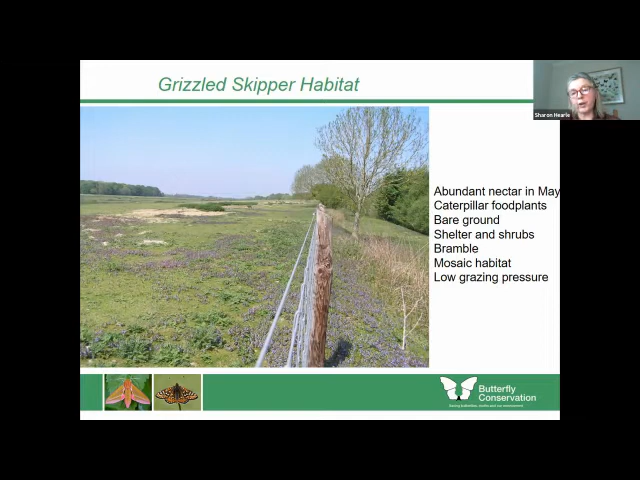 Grizzled Skipper Habitat
Sharon Hearle
Abundant nectar in May
Caterpillar foodplants
Bare ground
Shelter and shrubs
Bramble
Mosaic habitat
Low grazing pressure
Butterfly
Conservation